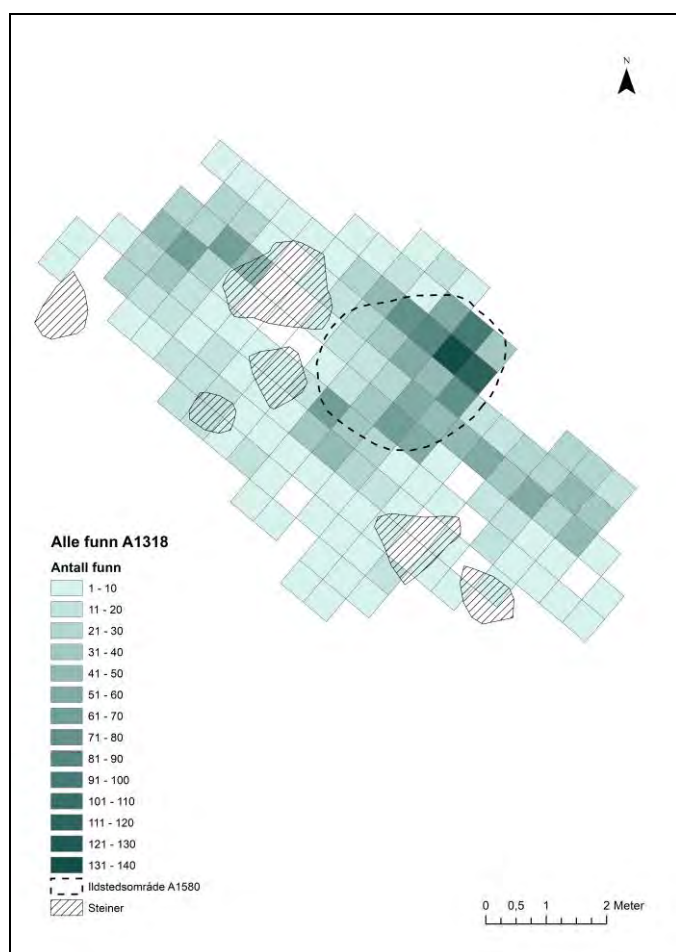 N
Alle funn A1318
Antall funn
1 - 10
11 - 20
21 - 30
31 - 40
41 - 50
51 - 60
61 - 70
71 - 80
81 - 90
91 - 100
101 - 110
111 - 120
121 - 130
131 - 140
Ildstedsområde A1580
Steiner
0 0,5 1 2 Meter